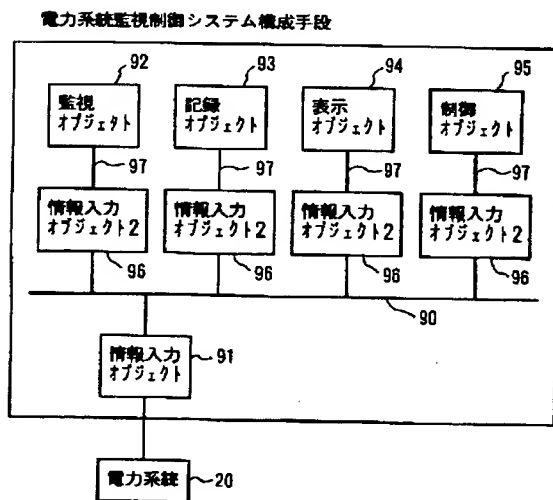 電力系統監視制御システム構成手段
92
93
94
95
監視
オブジェクト
記録
オブジェクト
表示
オブジェクト
制御
オブジェクト
97
97
97
97
情報入力
オブジェクト2
情報入力
オブジェクト2
情報入力
オブジェクト2
情報入力
オブジェクト2
96
96
96
96
90
情報入力
オブジェクト
91
電力系統
20